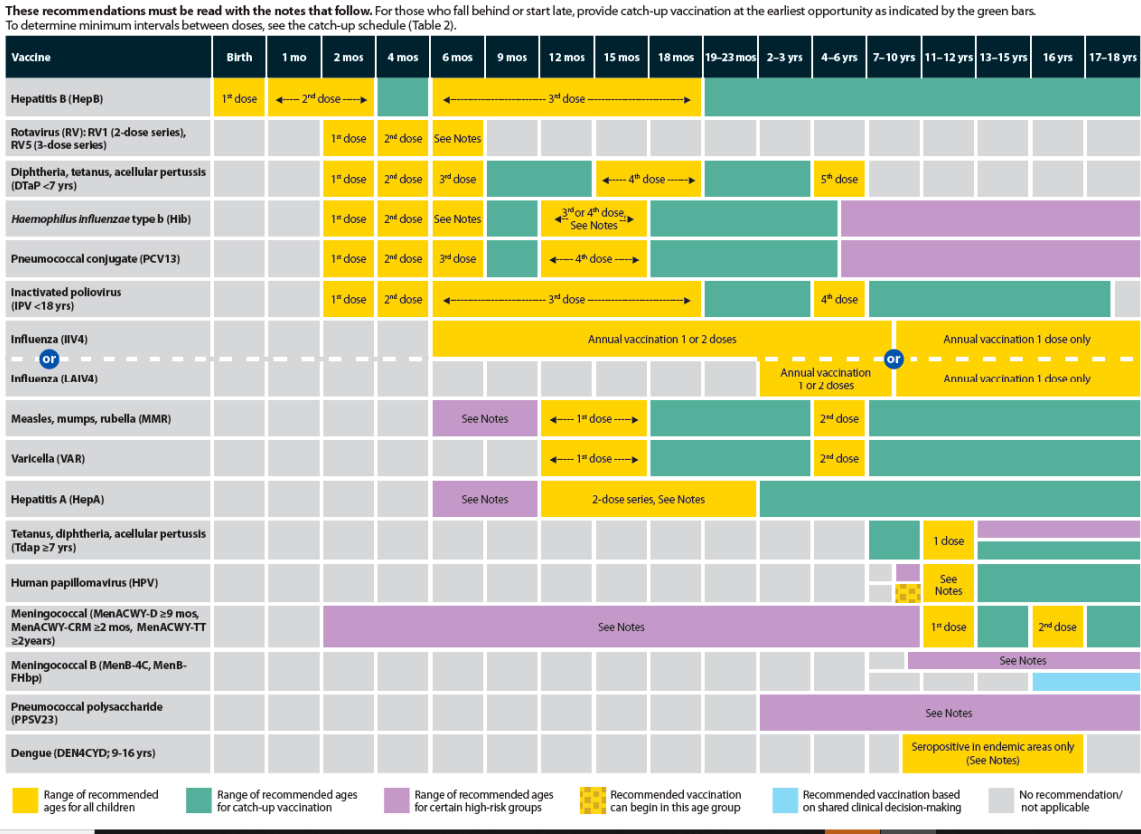 These recommendations must be read with the notes that follow. For those who fall behind or start late, provide catch-up vaccination at the earliest opportunity as indicated by the green bars.
To determine minimum intervals between doses, see the catch-up schedule (Table 2).
Vaccine Birth 1 mo 2 mos 4 mos 6 mos 9 mos 12 mos 15 mos 18 mos 19–23 mos 2–3 yrs 4–6 yrs 7–10 yrs 11–12 yrs 13–15 yrs 16 yrs 17–18 yrs
Hepatitis B (HepB) 1st dose 2nd dose 3rd dose
Rotavirus (RV): RV1 (2-dose series),
RV5 (3-dose series)
1st dose 2nd dose See Notes
Diphtheria, tetanus, acellular pertussis
(DTaP <7 yrs)
1st dose 2nd dose 3rd dose 4th dose 5th dose
Haemophilus influenzae type b (Hib) 1st dose 2nd dose See Notes 3rd or 4th dose,
See Notes
Pneumococcal conjugate (PCV13) 1st dose 2nd dose 3rd dose 4th dose
Inactivated poliovirus
(IPV <18 yrs)
1st dose 2nd dose 3rd dose 4th dose
Influenza (IIV4) Annual vaccination 1 or 2 doses Annual vaccination 1 dose only
or or
Influenza (LAIV4) Annual vaccination
1 or 2 doses
Annual vaccination 1 dose only
Measles, mumps, rubella (MMR) See Notes 1st dose 2nd dose
Varicella (VAR) 1st dose 2nd dose
Hepatitis A (HepA) See Notes 2-dose series, See Notes
Tetanus, diphtheria, acellular pertussis
(Tdap ≥7 yrs)
1 dose
Human papillomavirus (HPV) See
Notes
Meningococcal (MenACWY-D ≥9 mos,
MenACWY-CRM ≥2 mos, MenACWY-TT
≥2years)
See Notes 1st dose 2nd dose
Meningococcal B (MenB-4C, MenB-
FHbp)
See Notes
Pneumococcal polysaccharide
(PPSV23)
See Notes
Dengue (DEN4CYD; 9-16 yrs) Seropositive in endemic areas only
(See Notes)
Range of recommended
ages for all children
Range of recommended ages
for catch-up vaccination
Range of recommended ages
for certain high-risk groups
Recommended vaccination
can begin in this age group
Recommended vaccination based
on shared clinical decision-making
No recommendation/
not applicable